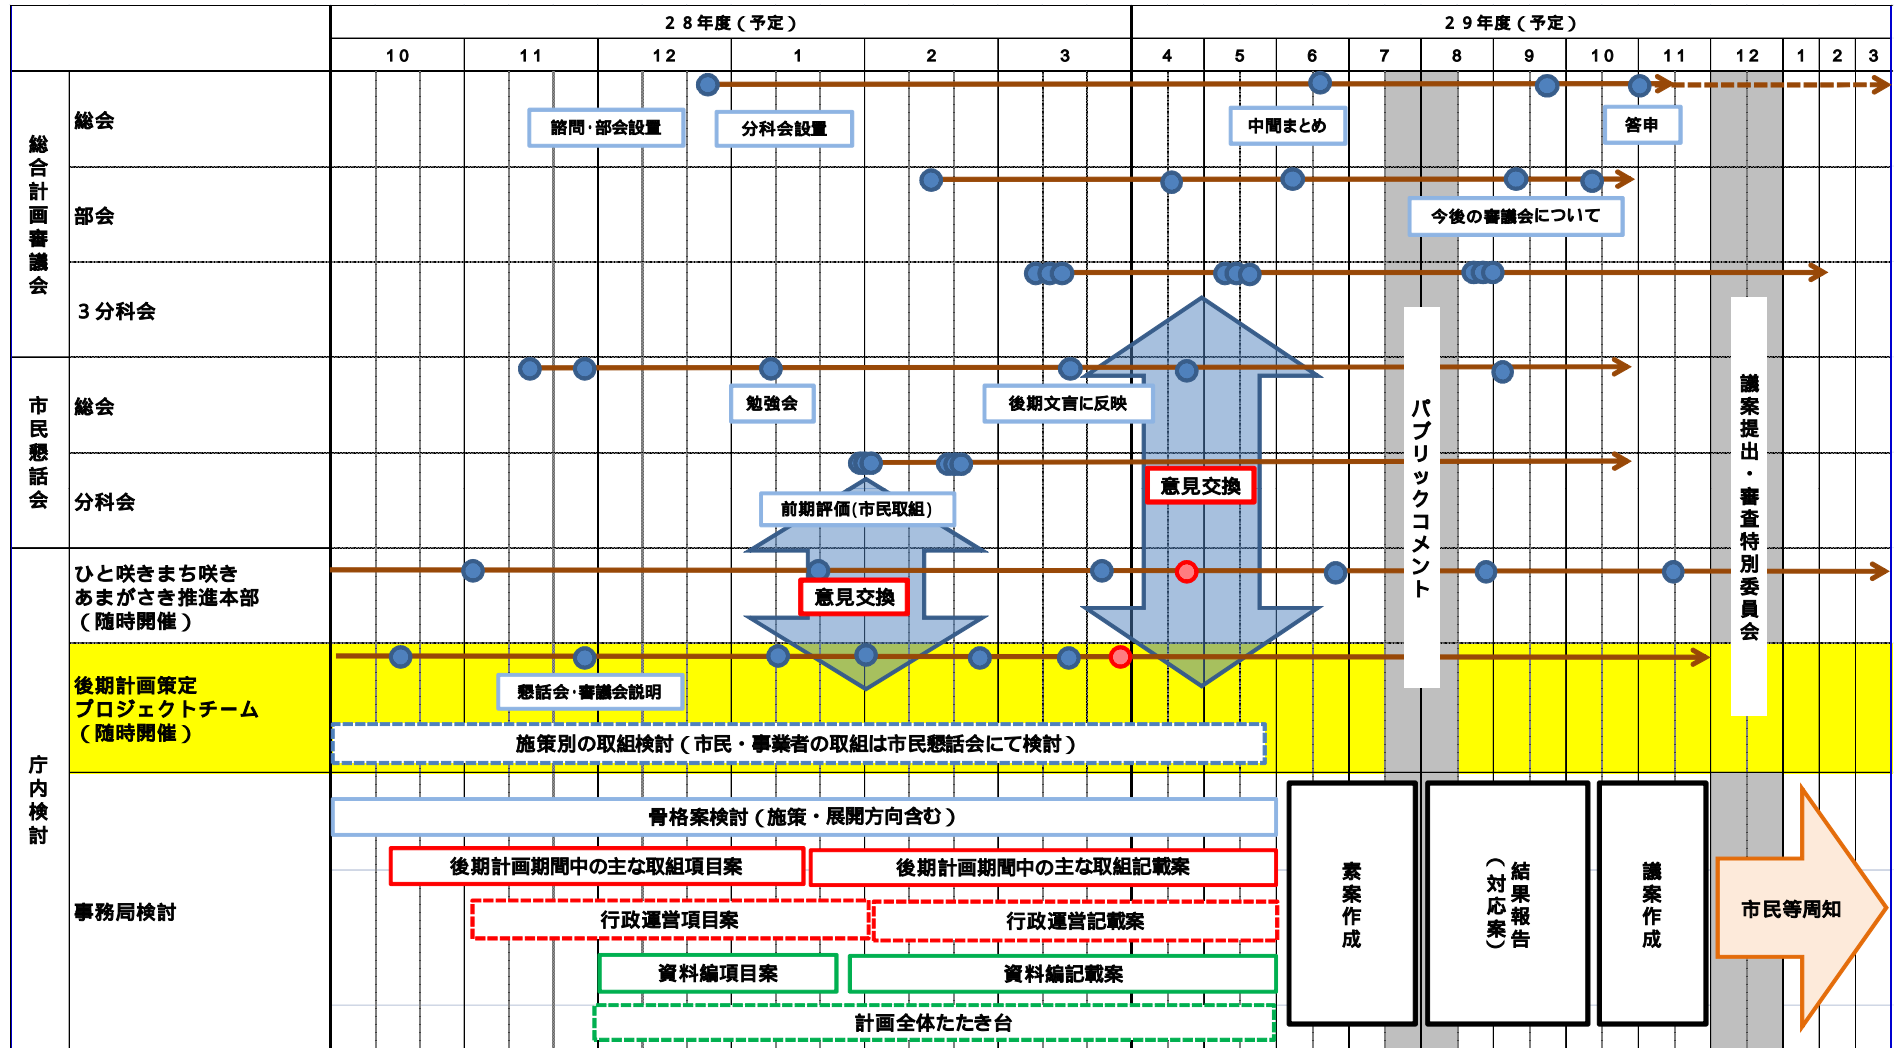 ２８年度（予定）
２９年度（予定）
10 11 12 1 2 3 4 5 6 7 8 9 10 11 12 1 2 3
総合計画審議会
総会
諮問・部会設置
分科会設置
中間まとめ
答申
部会
今後の審議会について
３分科会
市民懇話会
総会
勉強会
後期文言に反映
分科会
前期評価(市民取組)
意見交換
パブリックコメント
議案提出・審査特別委員会
庁内検討
ひと咲きまち咲き
あまがさき推進本部
（随時開催）
意見交換
後期計画策定
プロジェクトチーム
（随時開催）
懇話会・審議会説明
施策別の取組検討（市民・事業者の取組は市民懇話会にて検討）
事務局検討
骨格案検討（施策・展開方向含む）
後期計画期間中の主な取組項目案
後期計画期間中の主な取組記載案
行政運営項目案
行政運営記載案
資料編項目案
資料編記載案
計画全体たたき台
素案作成
結果報告
（対応案）
議案作成
市民等周知